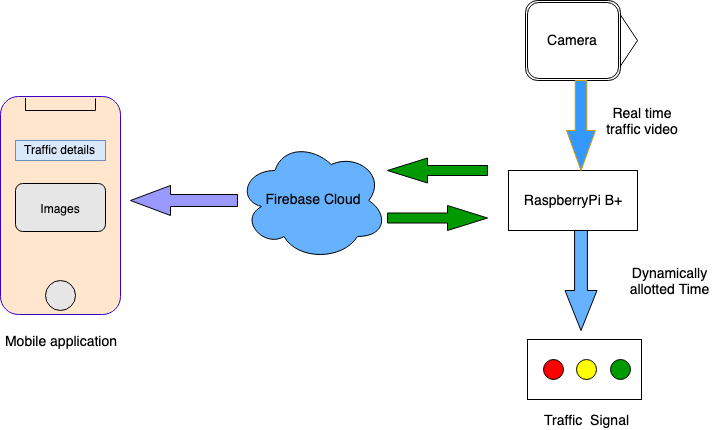 Camera
Real time
traffic video
Traffic details
Images
Firebase Cloud
RaspberryPi B+
Dynamically
allotted Time
Mobile application
Traffic Signal